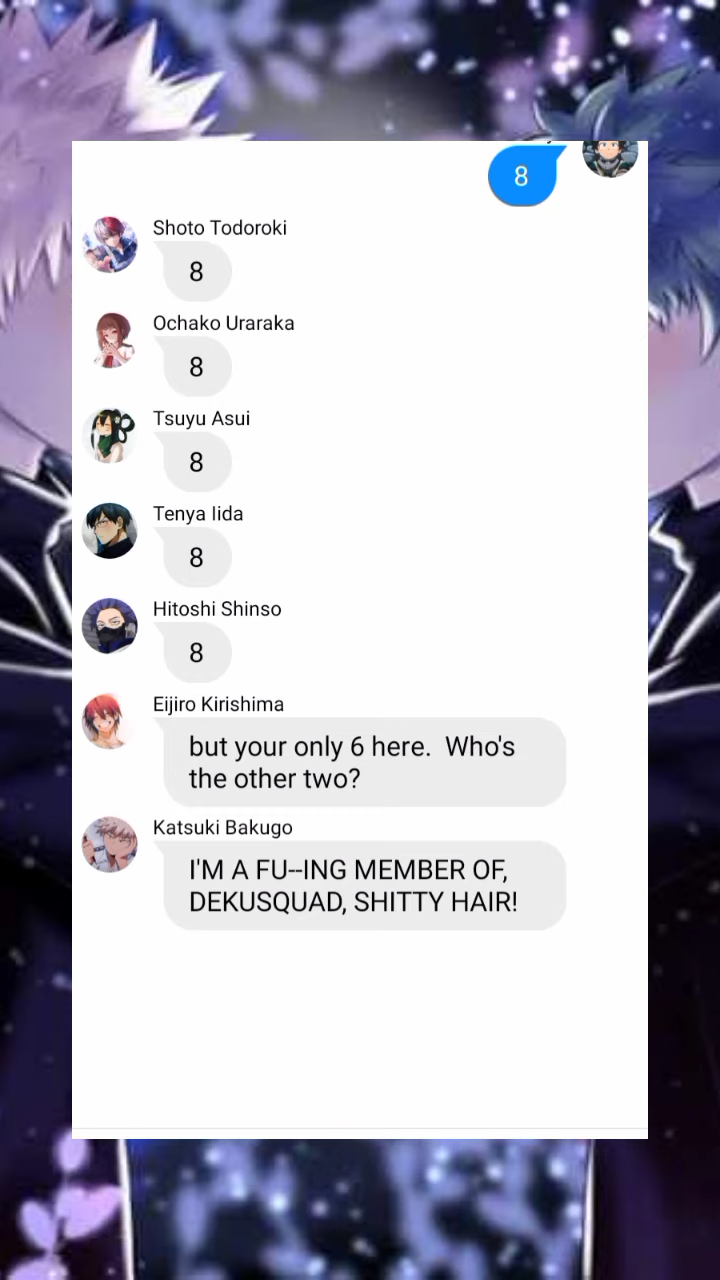 8
Shoto Todoroki
8
Ochako Uraraka
8
Tsuyu Asui
8
Tenya Iida
8
Hitoshi Shinso
8
Eijiro Kirishima
but your only 6 here.  Who's
the other two?
Katsuki Bakugo
I'M A FU--ING MEMBER OF,
DEKUSQUAD, SHITTY HAIR!